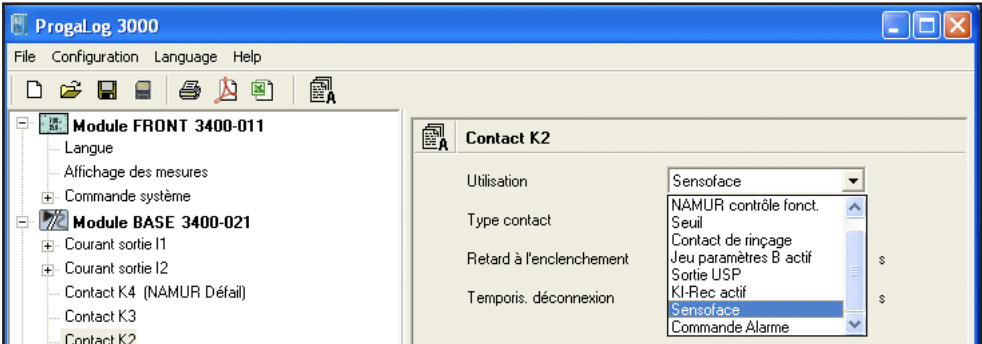 ProgaLog 3000
File Configuration Language Help
Module FRONT 3400-011
Langue
Affichage des mesures
Commande système
Module BASE 3400-021
Courant sortie I1
Courant sortie I2
Contact K4 (NAMUR Défail)
Contact K3
Contact K2
A
Contact K2
Utilisation
Sensoface
Type contact
Retard à l'enclenchement
s
Temporis. déconnexion
s
NAMUR contrôle fonct.
Seuil
Contact de rinçage
Jeu paramètres B actif
Sortie USP
KI-Rec actif
Sensoface
Commande Alarme